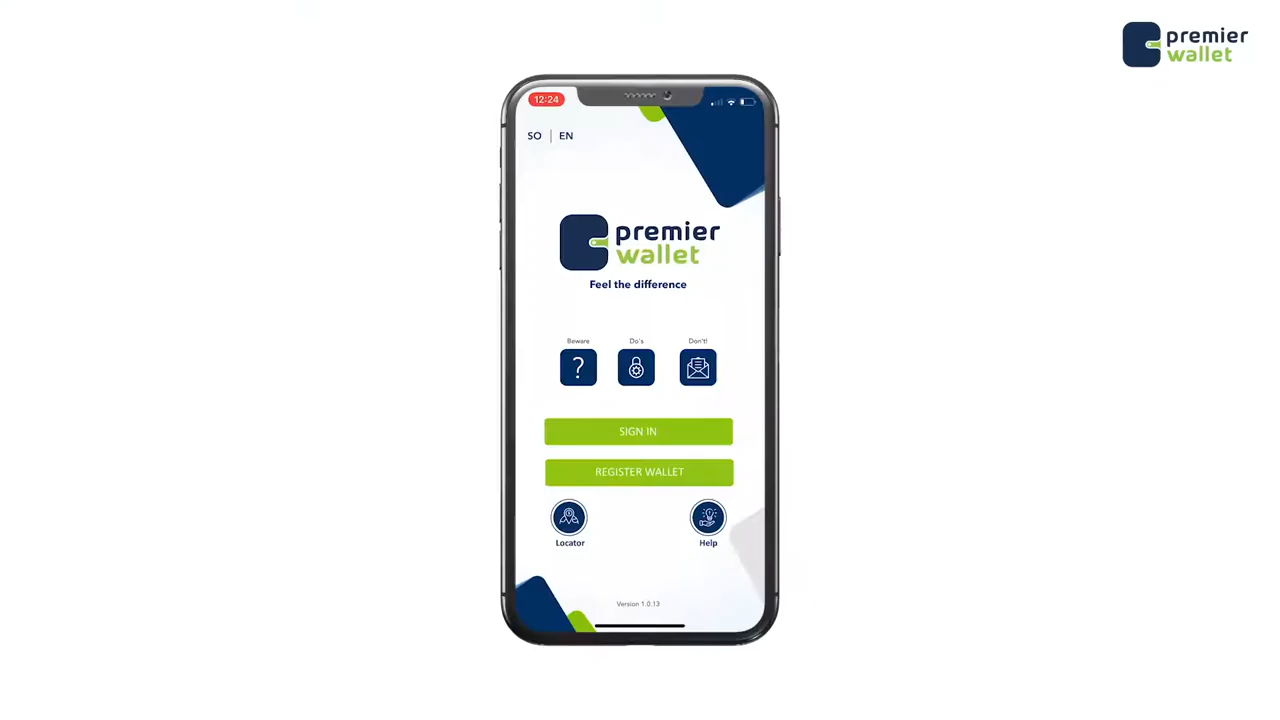 premier
wallet
12:24
SO | EN
premier
wallet
Feel the difference
Beware
Do's
Don't!
SIGN IN
REGISTER WALLET
Locator
Help
Version 1.0.13